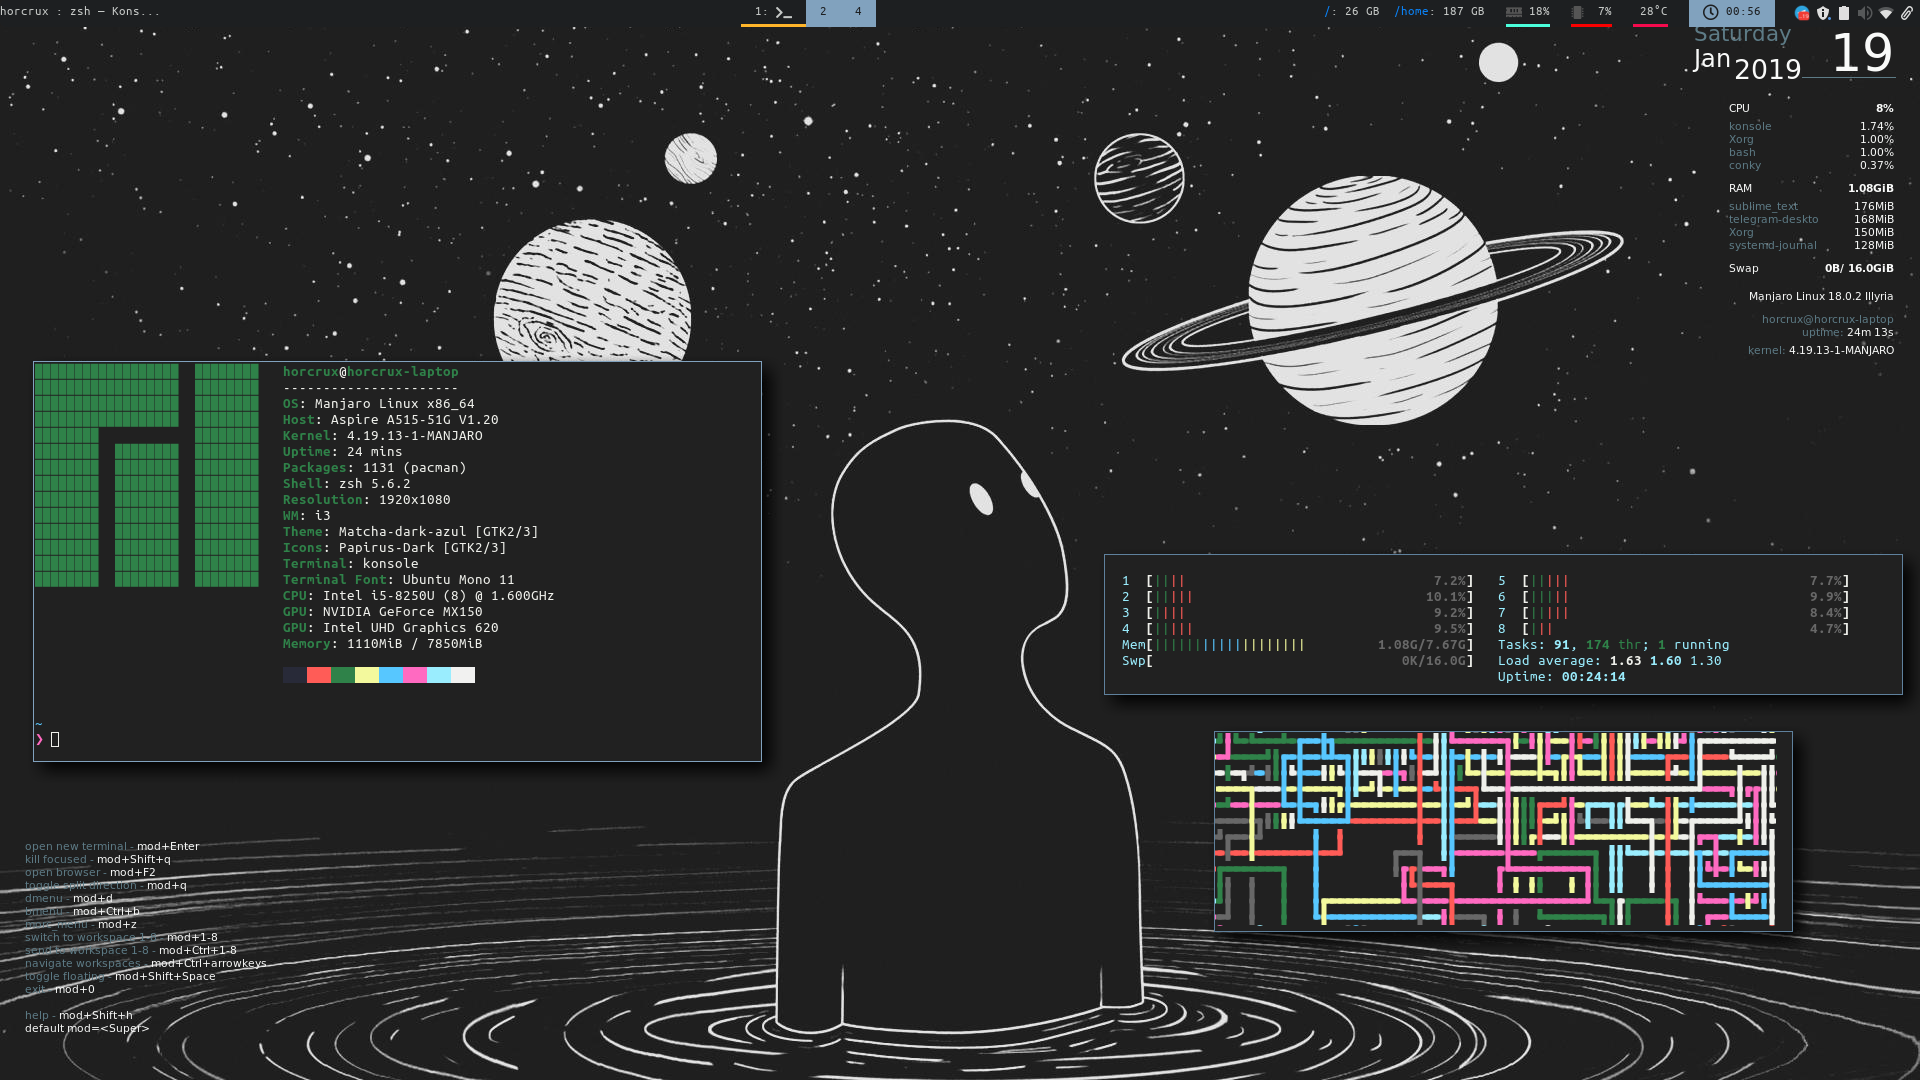 horcrux : zsh — Kons...
1: 2 4
/: 26 GB /home: 187 GB 18% 7% 28°C 00:56
Saturday
Jan 2019 19
CPU 8%
konsole 1.74%
Xorg 1.00%
bash 1.00%
conky 0.37%
RAM 1.08GiB
sublime_text 176MiB
telegram-deskto 168MiB
Xorg 150MiB
systemd-journal 128MiB
Swap 0B/ 16.0GiB
Manjaro Linux 18.0.2 Illyria
horcrux@horcrux-laptop
uptime: 24m 13s
kernel: 4.19.13-1-MANJARO
horcrux@horcrux-laptop
----------------------
OS: Manjaro Linux x86_64
Host: Aspire A515-51G V1.20
Kernel: 4.19.13-1-MANJARO
Uptime: 24 mins
Packages: 1131 (pacman)
Shell: zsh 5.6.2
Resolution: 1920x1080
WM: i3
Theme: Matcha-dark-azul [GTK2/3]
Icons: Papirus-Dark [GTK2/3]
Terminal: konsole
Terminal Font: Ubuntu Mono 11
CPU: Intel i5-8250U (8) @ 1.600GHz
GPU: NVIDIA GeForce MX150
GPU: Intel UHD Graphics 620
Memory: 1110MiB / 7850MiB
~
❯
1 [|||| 7.2%] 5 [||||| 7.7%]
2 [||||| 10.1%] 6 [||||| 9.9%]
3 [|||| 9.2%] 7 [||||| 8.4%]
4 [||||| 9.5%] 8 [||| 4.7%]
Mem[||||||||||||||||||| 1.08G/7.67G] Tasks: 91, 174 thr; 1 running
Swp[ 0K/16.0G] Load average: 1.63 1.60 1.30
Uptime: 00:24:14
open new terminal - mod+Enter
kill focused - mod+Shift+q
open browser - mod+F2
toggle split direction - mod+q
dmenu - mod+d
bmenu - mod+Ctrl+b
more_menu - mod+z
switch to workspace 1-8 - mod+1-8
send to workspace 1-8 - mod+Ctrl+1-8
navigate workspaces - mod+Ctrl+arrowkeys
toggle floating - mod+Shift+Space
exit - mod+0
help - mod+Shift+h
default mod=<Super>